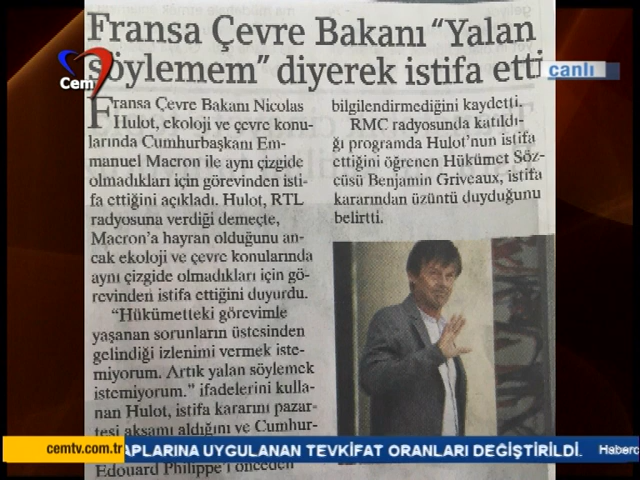 Fransa Çevre Bakanı “Yalan
söylemem” diyerek istifa etti
Cem
canlı
Fransa Çevre Bakanı Nicolas
Hulot, ekoloji ve çevre konu-
larında Cumhurbaşkanı Em-
manuel Macron ile aynı çizgide
olmadıkları için görevinden isti-
fa ettiğini açıkladı. Hulot, RTL
radyosuna verdiği demeçte,
Macron’a hayran olduğunu an-
cak ekoloji ve çevre konularında
aynı çizgide olmadıkları için gö-
revinden istifa ettiğini duyurdu.
“Hükümetteki görevimle
yaşanan sorunların üstesinden
gelindiği izlenimi vermek iste-
miyorum. Artık yalan söylemek
istemiyorum.” ifadelerini kulla-
nan Hulot, istifa kararını pazar-
tesi akşamı aldığını ve Cumhur-
Edouard Philippe’i önceden
bilgilendirmediğini kaydetti.
RMC radyosunda katıldı-
ğı programda Hulot’nun istifa
ettiğini öğrenen Hükümet Söz-
cüsü Benjamin Griveaux, istifa
kararından üzüntü duyduğunu
belirtti.
cemtv.com.tr
APLARINA UYGULANAN TEVKİFAT ORANLARI DEĞİŞTİRİLDİ.
Haberc